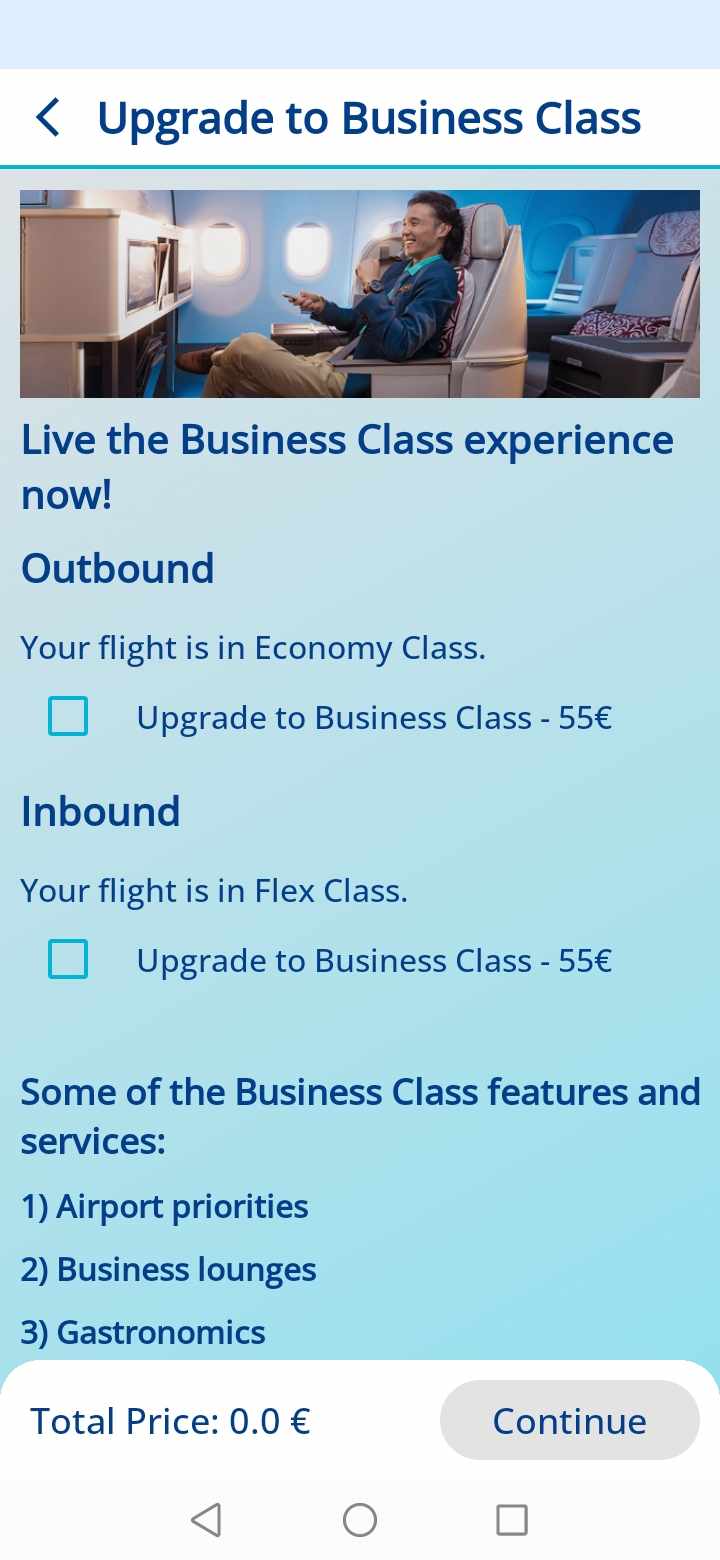 Upgrade to Business Class
Live the Business Class experience
now!
Outbound
Your flight is in Economy Class.
Upgrade to Business Class - 55€
Inbound
Your flight is in Flex Class.
Upgrade to Business Class - 55€
Some of the Business Class features and
services:
1) Airport priorities
2) Business lounges
3) Gastronomics
Total Price: 0.0 €
Continue